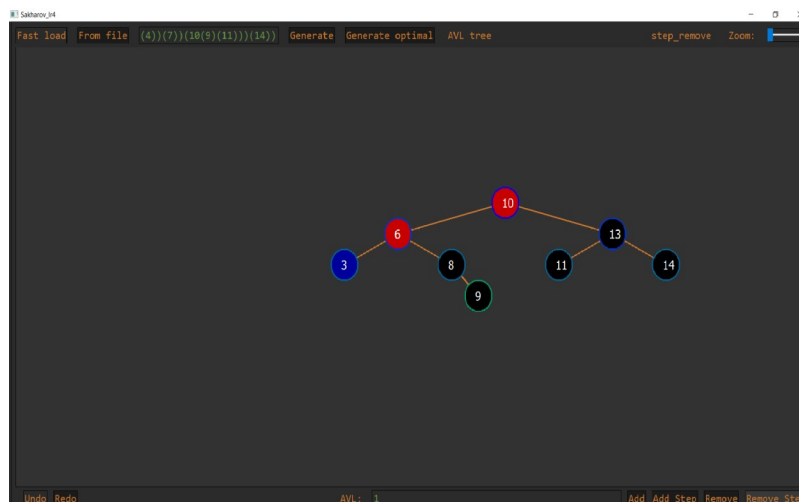 Sakharov_lr4
Fast load From file (4))(7))(10(9)(11)))(14)) Generate Generate optimal AVL tree step_remove Zoom:
10
6 13
3 8 11 14
9
Undo Redo AVL: 1 Add Add Step Remove Remove Ste